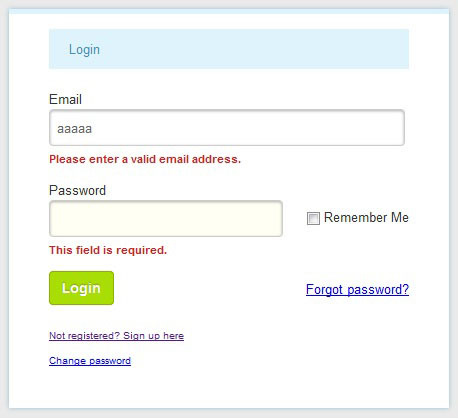 Login
Email
aaaaa
Please enter a valid email address.
Password
Remember Me
This field is required.
Login
Forgot password?
Not registered? Sign up here
Change password